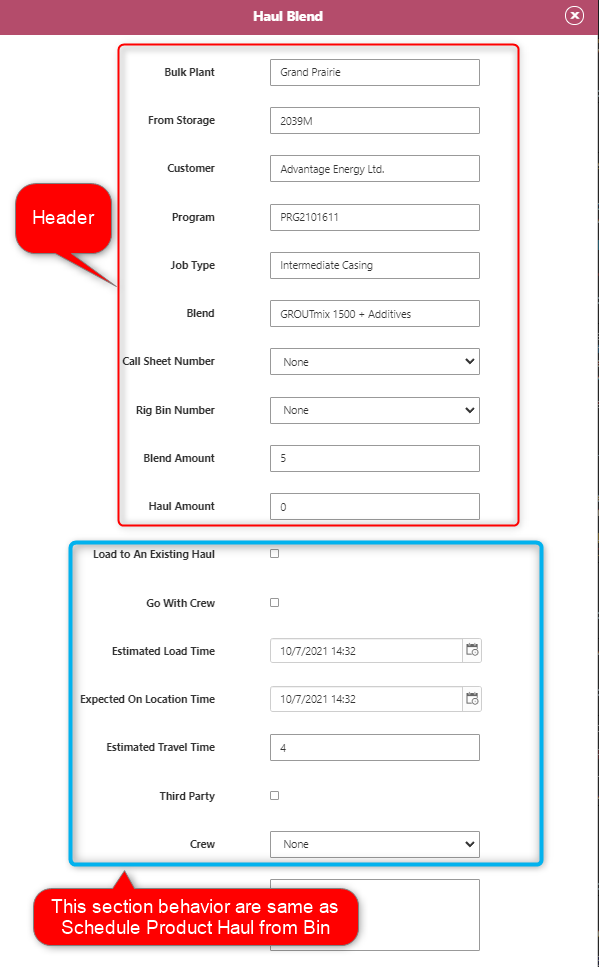 Haul Blend
Bulk Plant Grand Prairie
From Storage 2039M
Customer Advantage Energy Ltd.
Header
Program PRG2101611
Job Type Intermediate Casing
Blend GROUTmix 1500 + Additives
Call Sheet Number None
Rig Bin Number None
Blend Amount 5
Haul Amount 0
Load to An Existing Haul
Go With Crew
Estimated Load Time 10/7/2021 14:32
Expected On Location Time 10/7/2021 14:32
Estimated Travel Time 4
Third Party
Crew None
This section behavior are same as
Schedule Product Haul from Bin